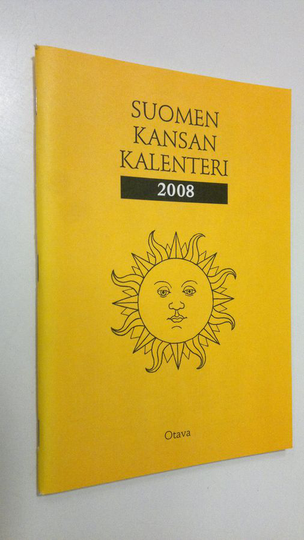 SUOMEN
KANSAN
KALENTERI
2008
Otava